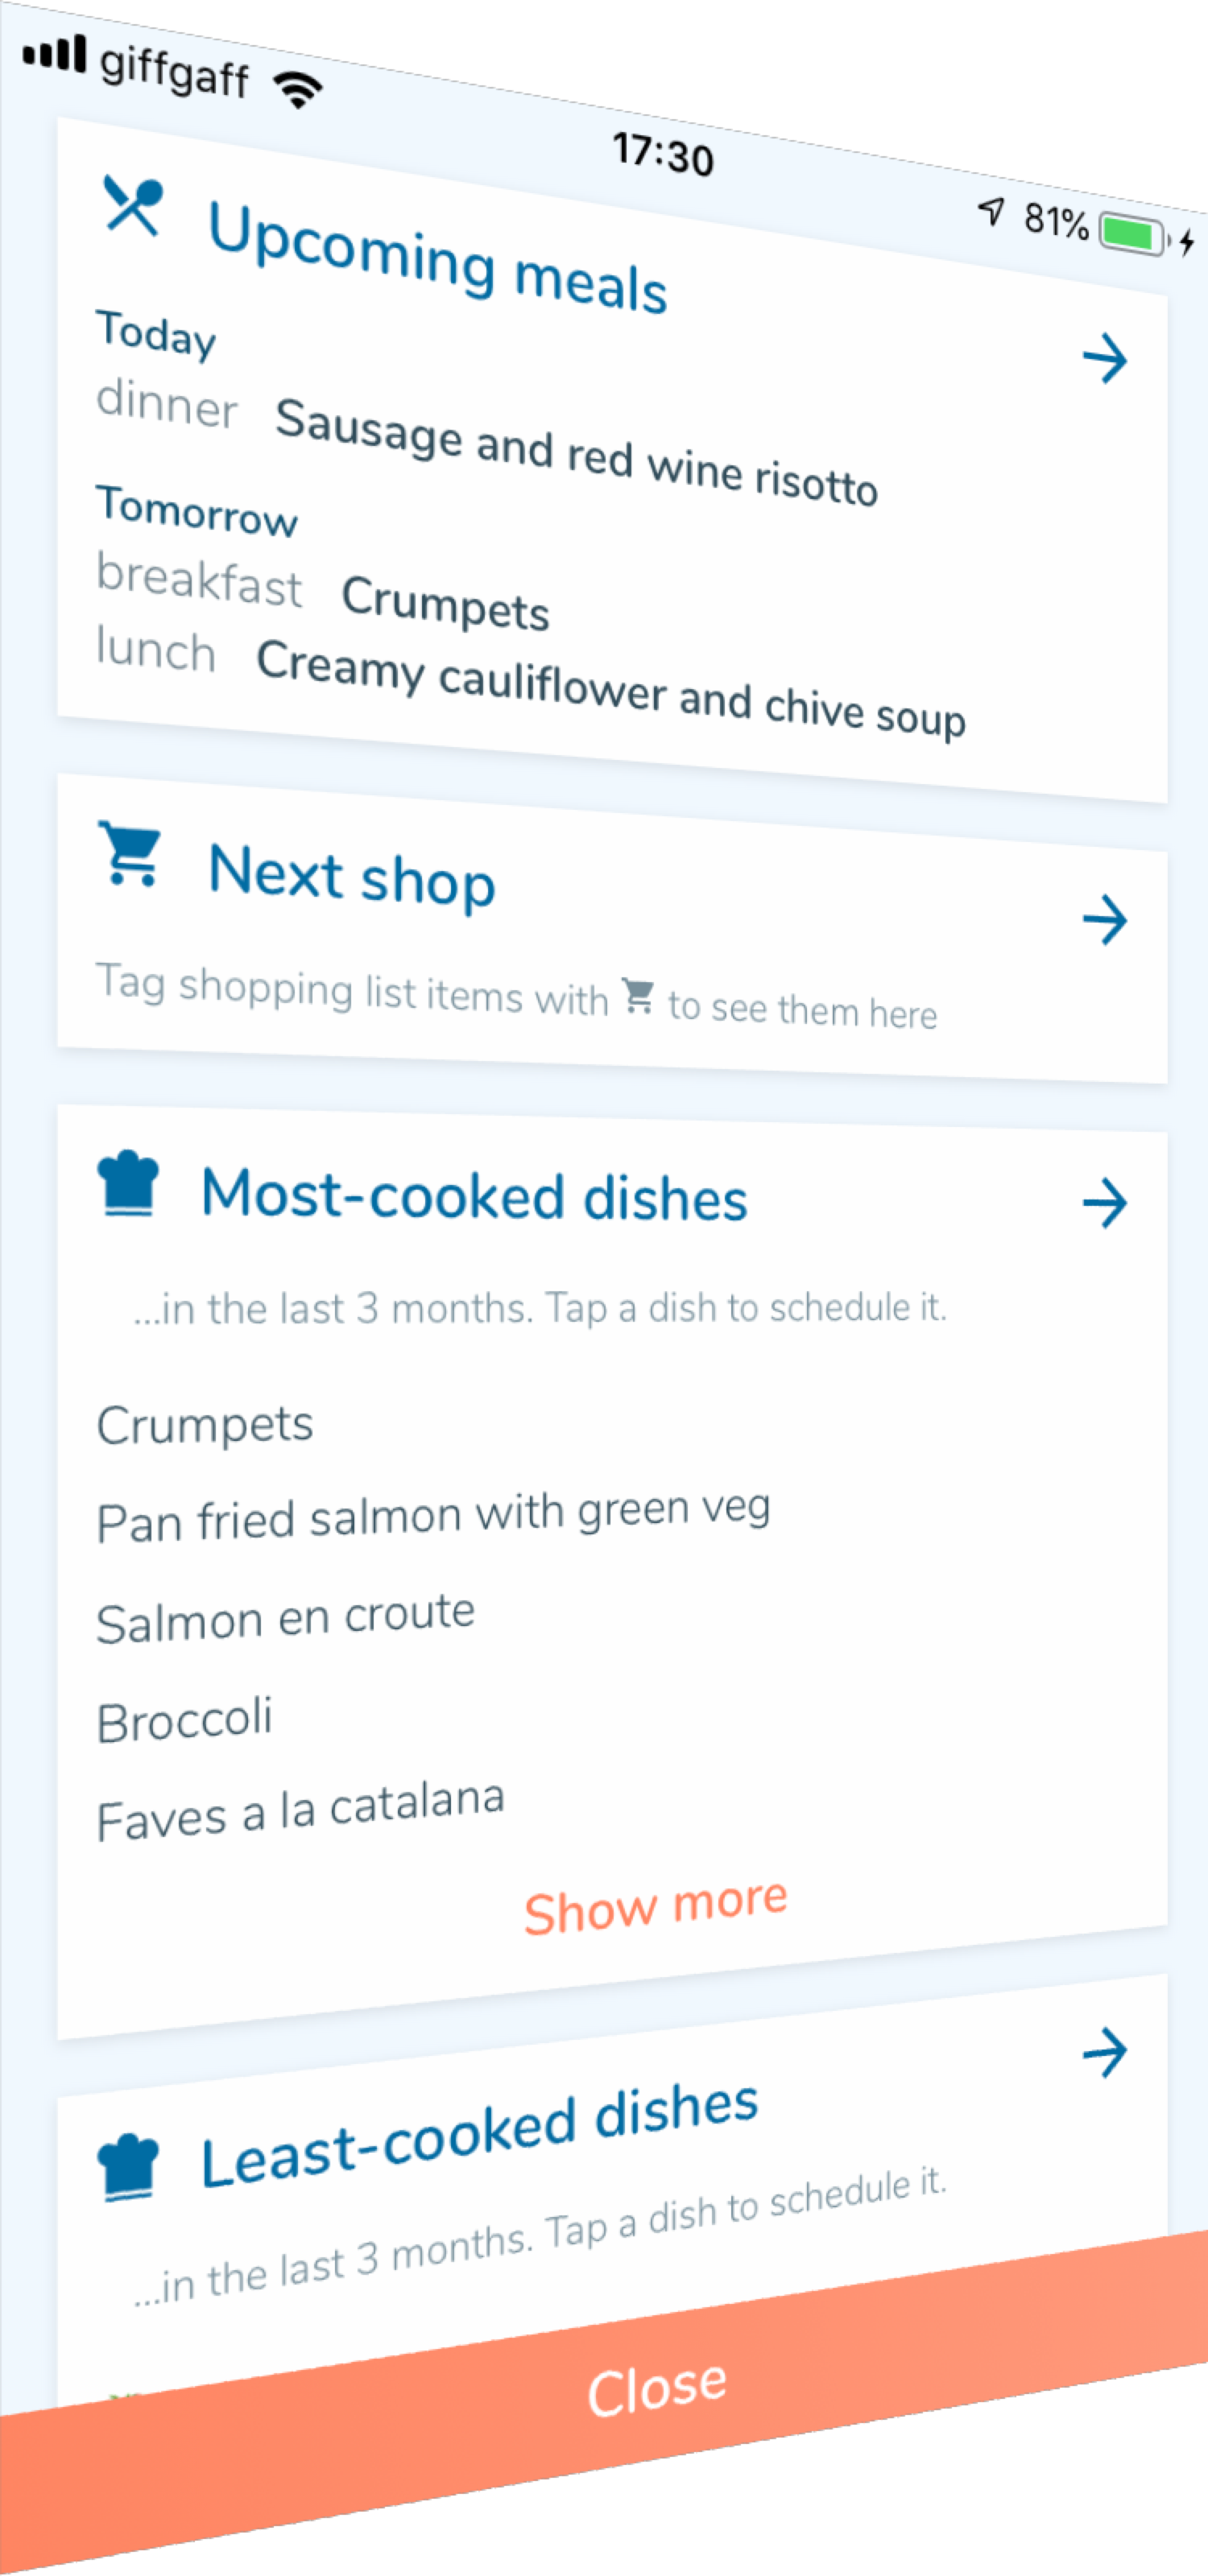 giffgaff
17:30
81%
Upcoming meals
Today
dinner Sausage and red wine risotto
Tomorrow
breakfast Crumpets
lunch Creamy cauliflower and chive soup
Next shop
Tag shopping list items with to see them here
Most-cooked dishes
...in the last 3 months. Tap a dish to schedule it.
Crumpets
Pan fried salmon with green veg
Salmon en croute
Broccoli
Faves a la catalana
Show more
Least-cooked dishes
...in the last 3 months. Tap a dish to schedule it.
Close